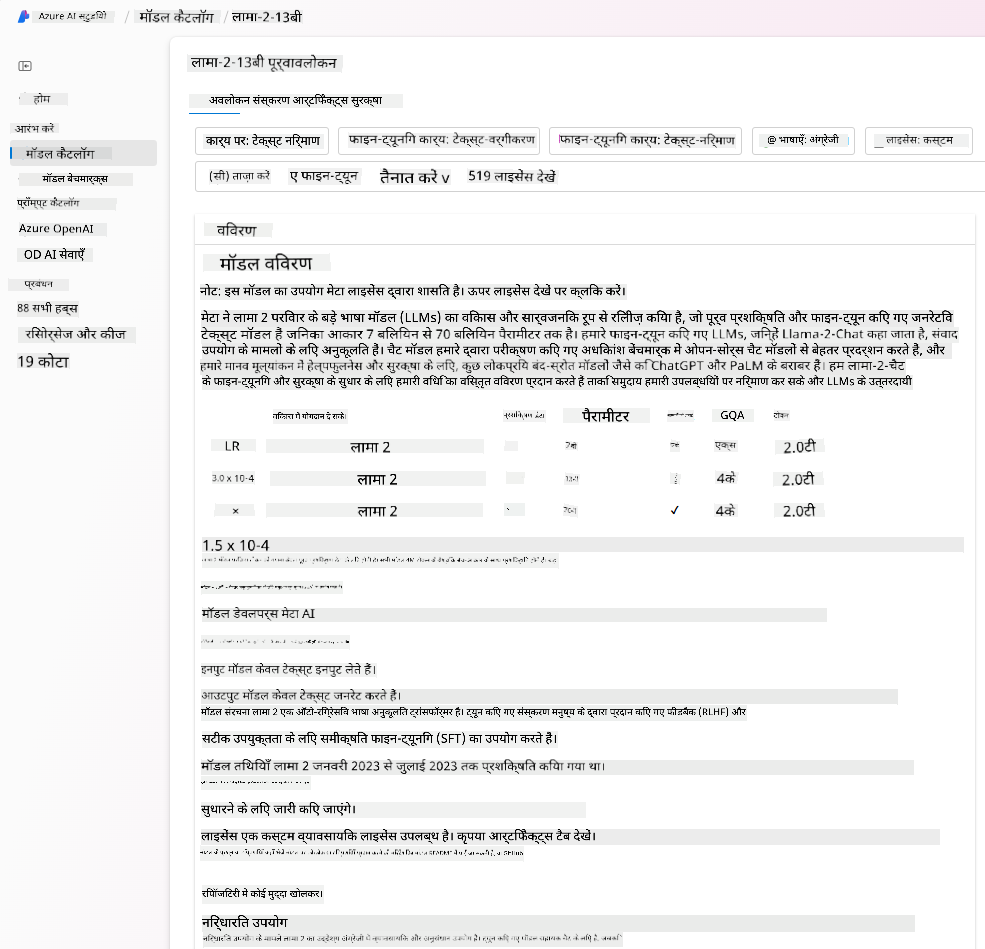 Azure AI स्टूडियो / मॉडल कैटलॉग / लामा-2-13बी
लामा-2-13बी पूर्वावलोकन
होम
अवलोकन संस्करण आर्टिफैक्ट्स सुरक्षा
आरंभ करें
कार्य पर: टेक्स्ट निर्माण
फाइन-ट्यूनिंग कार्य: टेक्स्ट-वर्गीकरण
फाइन-ट्यूनिंग कार्य: टेक्स्ट-निर्माण
@ भाषाएँ: अंग्रेजी
लाइसेंस: कस्टम
मॉडल कैटलॉग
मॉडल बेंचमार्क्स
(सी) ताज़ा करें ए फाइन-ट्यून तैनात करें v 519 लाइसेंस देखें
प्रॉम्प्ट कैटलॉग
Azure OpenAI
OD AI सेवाएँ
प्रबंधन
88 सभी हब्स
रिसोर्सेज और कीज
19 कोटा
विवरण
मॉडल विवरण
नोट: इस मॉडल का उपयोग मेटा लाइसेंस द्वारा शासित है। ऊपर लाइसेंस देखें पर क्लिक करें।
मेटा ने लामा 2 परिवार के बड़े भाषा मॉडल (LLMs) का विकास और सार्वजनिक रूप से रिलीज़ किया है, जो पूर्व प्रशिक्षित और फाइन-ट्यून किए गए जनरेटिव
टेक्स्ट मॉडल हैं जिनका आकार 7 बिलियन से 70 बिलियन पैरामीटर तक है। हमारे फाइन-ट्यून किए गए LLMs, जिन्हें Llama-2-Chat कहा जाता है, संवाद
उपयोग के मामलों के लिए अनुकूलित हैं। चैट मॉडल हमारे द्वारा परीक्षण किए गए अधिकांश बेंचमार्क में ओपन-सोर्स चैट मॉडलों से बेहतर प्रदर्शन करते हैं, और
हमारे मानव मूल्यांकन में हेल्पफुलनेस और सुरक्षा के लिए, कुछ लोकप्रिय बंद-स्रोत मॉडलों जैसे कि ChatGPT और PaLM के बराबर हैं। हम लामा-2-चैट
के फाइन-ट्यूनिंग और सुरक्षा के सुधार के लिए हमारी विधि का विस्तृत विवरण प्रदान करते हैं ताकि समुदाय हमारी उपलब्धियों पर निर्माण कर सके और LLMs के उत्तरदायी
विकास में योगदान दे सके।
पैरामीटर GQA टोकन
LR लामा 2 एक्स 2.0टी
3.0 x 10-4 लामा 2 4के 2.0टी
× लामा 2 ✓ 4के 2.0टी
1.5 x 10-4
मॉडल डेवलपर्स मेटा AI
इनपुट मॉडल केवल टेक्स्ट इनपुट लेते हैं।
आउटपुट मॉडल केवल टेक्स्ट जनरेट करते हैं।
मॉडल संरचना लामा 2 एक ऑटो-रिग्रेसिव भाषा अनुकूलित ट्रांसफॉर्मर है। ट्यून किए गए संस्करण मनुष्य के द्वारा प्रदान किए गए फीडबैक (RLHF) और
सटीक उपयुक्तता के लिए समीक्षित फाइन-ट्यूनिंग (SFT) का उपयोग करते हैं।
मॉडल तिथियाँ लामा 2 जनवरी 2023 से जुलाई 2023 तक प्रशिक्षित किया गया था।
सुधारने के लिए जारी किए जाएंगे।
लाइसेंस एक कस्टम व्यावसायिक लाइसेंस उपलब्ध है। कृपया आर्टिफैक्ट्स टैब देखें।
रिपॉजिटरी में कोई मुद्दा खोलकर।
निर्धारित उपयोग